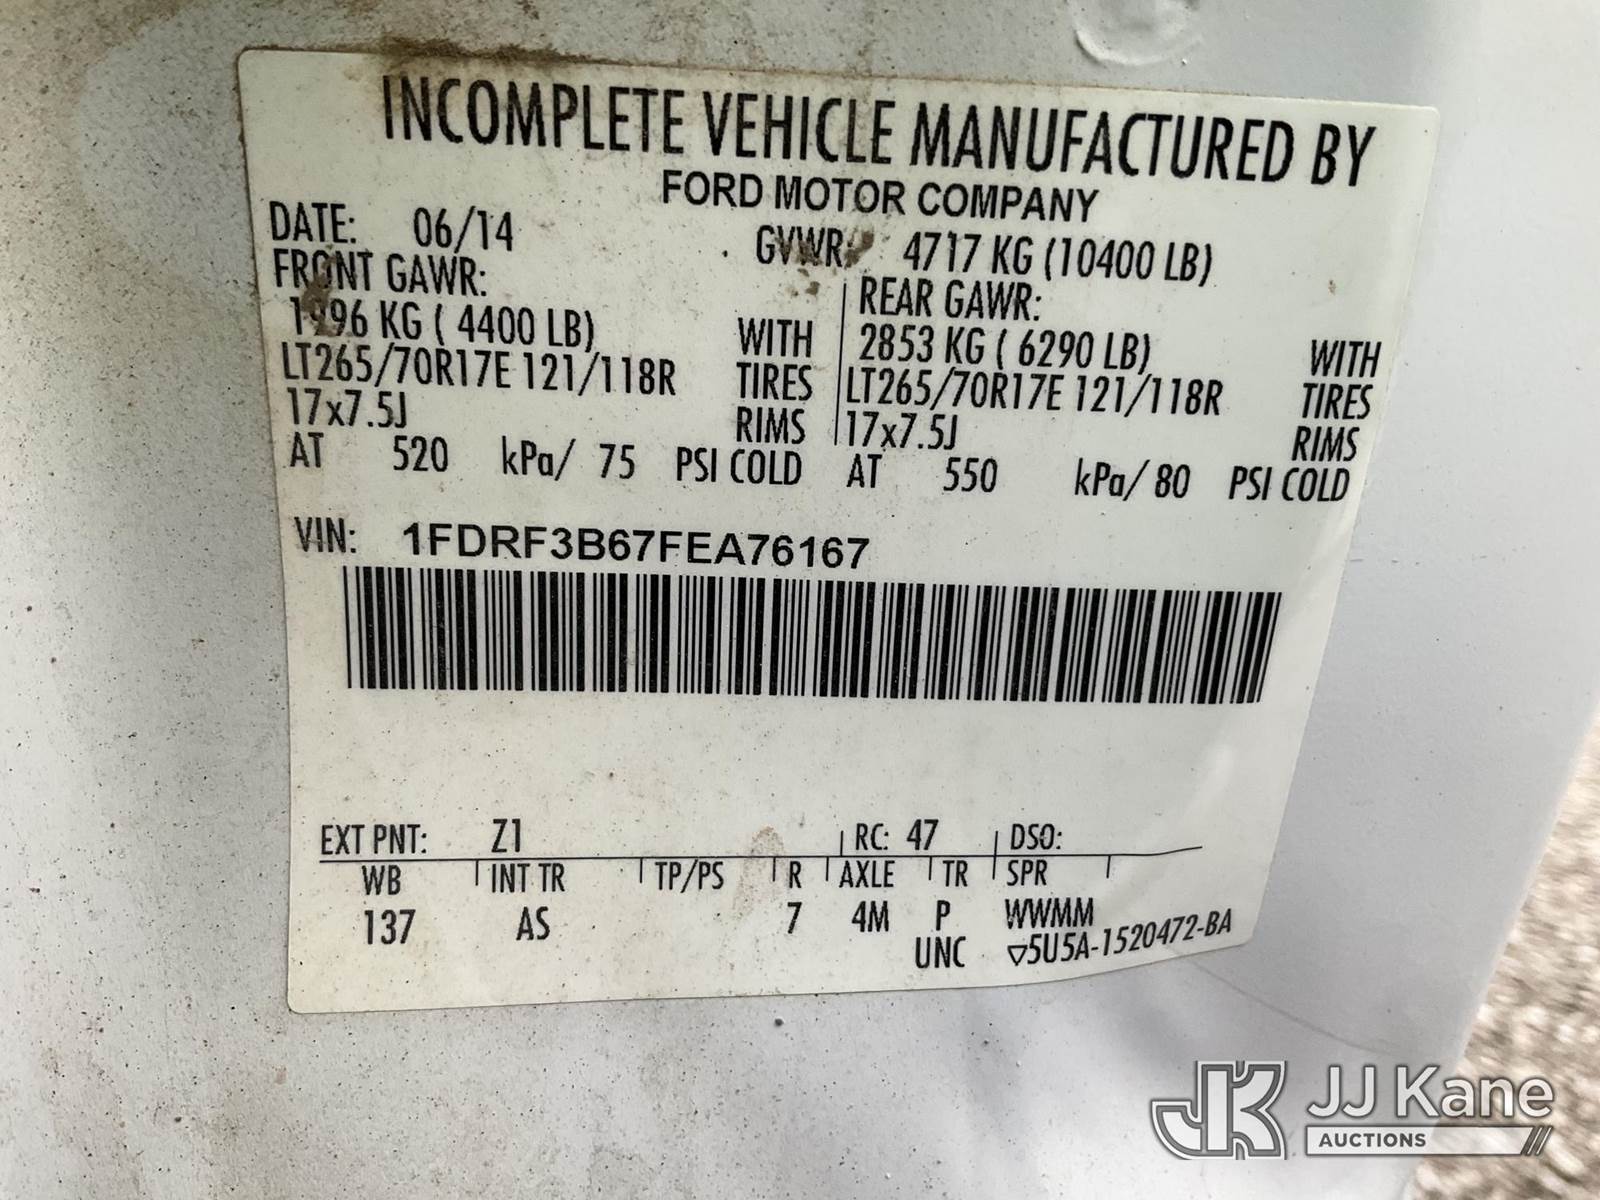 INCOMPLETE VEHICLE MANUFACTURED BY
FORD MOTOR COMPANY
DATE: 06/14 GVWR: 4717 KG (10400 LB)
FRONT GAWR: REAR GAWR:
1996 KG ( 4400 LB) WITH 2853 KG ( 6290 LB) WITH
LT265/70R17E 121/118R TIRES LT265/70R17E 121/118R TIRES
17x7.5J RIMS 17x7.5J RIMS
AT 520 kPa/ 75 PSI COLD AT 550 kPa/ 80 PSI COLD
VIN: 1FDRF3B67FEA76167
EXT PNT: Z1 RC: 47 DSO:
WB INT TR TP/PS R AXLE TR SPR
137 AS 7 4M P WWMM
UNC ▽5U5A-1520472-BA
JK JJ Kane
AUCTIONS